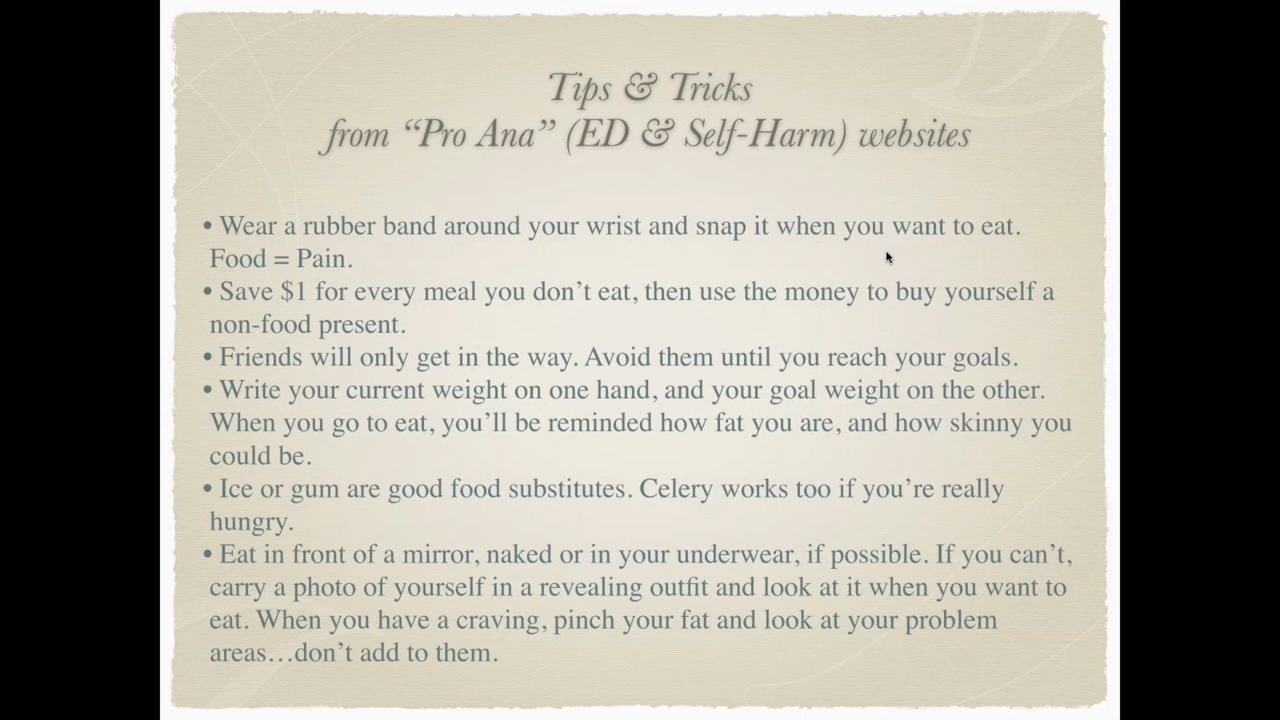 Tips & Tricks
from “Pro Ana” (ED & Self-Harm) websites
• Wear a rubber band around your wrist and snap it when you want to eat.
Food = Pain.
• Save $1 for every meal you don’t eat, then use the money to buy yourself a
non-food present.
• Friends will only get in the way. Avoid them until you reach your goals.
• Write your current weight on one hand, and your goal weight on the other.
When you go to eat, you’ll be reminded how fat you are, and how skinny you
could be.
• Ice or gum are good food substitutes. Celery works too if you’re really
hungry.
• Eat in front of a mirror, naked or in your underwear, if possible. If you can’t,
carry a photo of yourself in a revealing outfit and look at it when you want to
eat. When you have a craving, pinch your fat and look at your problem
areas…don’t add to them.